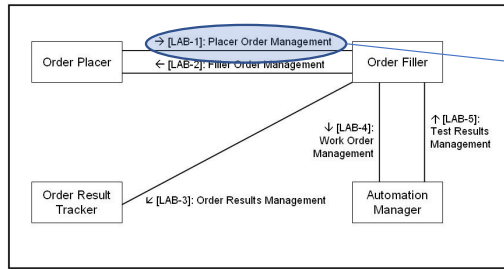 → [LAB-1]: Placer Order Management
Order Placer
Order Filler
← [LAB-2]: Filler Order Management
↓ [LAB-4]:
Work Order
Management
↑ [LAB-5]:
Test Results
Management
Order Result
Tracker
↙ [LAB-3]: Order Results Management
Automation
Manager